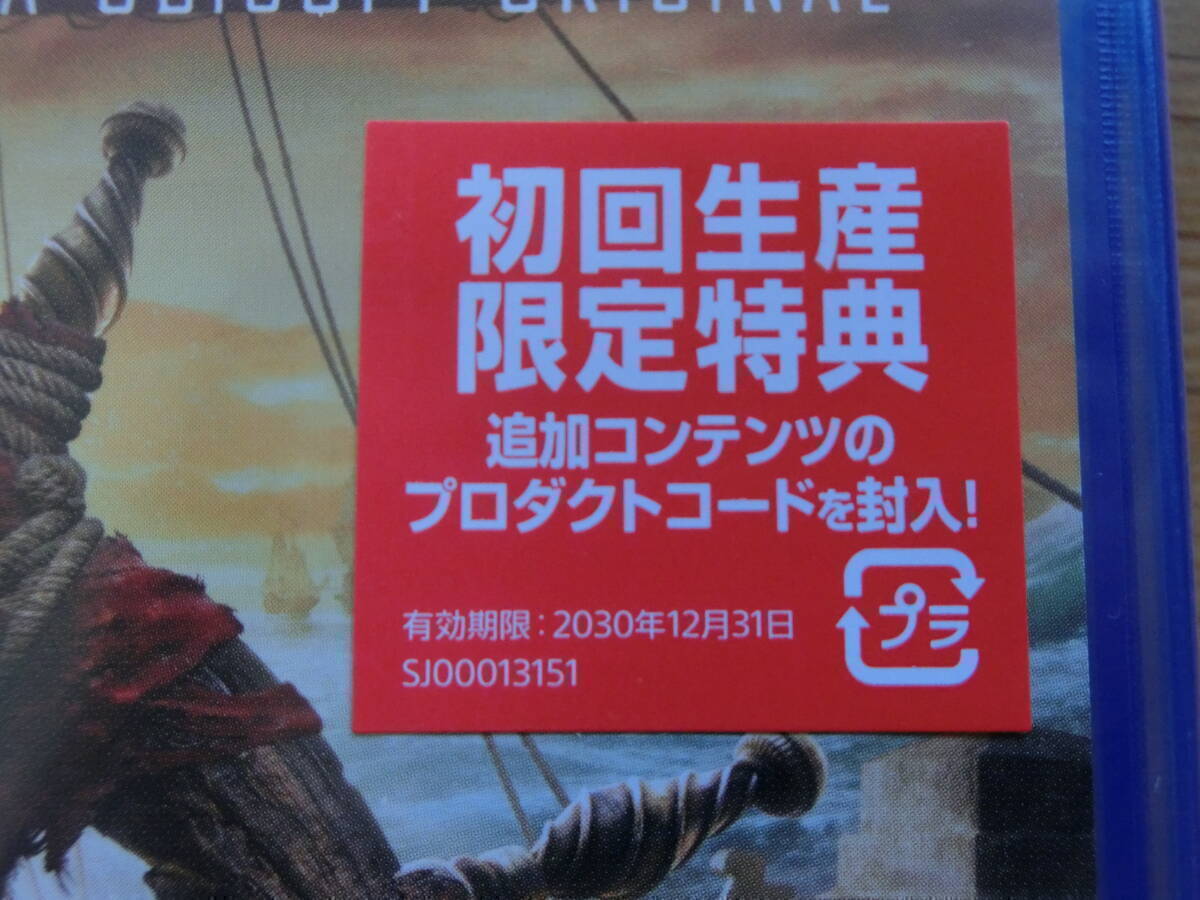 A UBISOFT ORIGINAL
初回生産
限定特典
追加コンテンツの
プロダクトコードを封入!
有効期限:2030年12月31日
SJ00013151
プラ